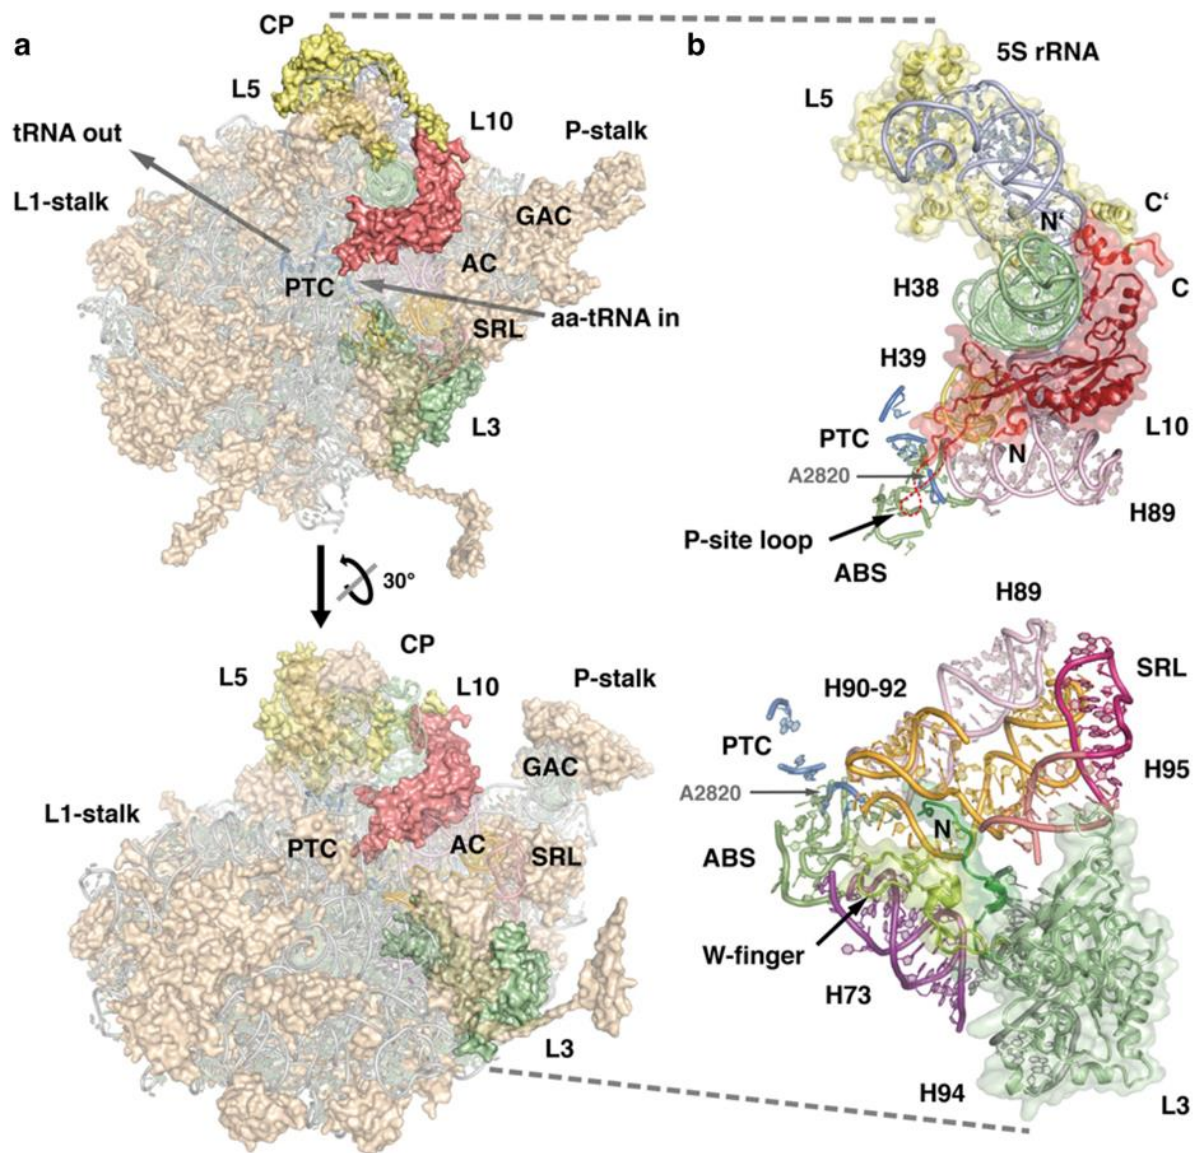 a
CP
L5
L10
tRNA out
P-stalk
L1-stalk
GAC
AC
PTC
aa-tRNA in
SRL
L3
30°
CP
L5
L10
P-stalk
GAC
L1-stalk
PTC
AC
SRL
L3
b
5S rRNA
L5
C‘
N‘
H38
C
H39
PTC
L10
N
A2820
H89
P-site loop
ABS
H89
SRL
H90-92
PTC
H95
A2820
N
ABS
W-finger
H73
H94
L3